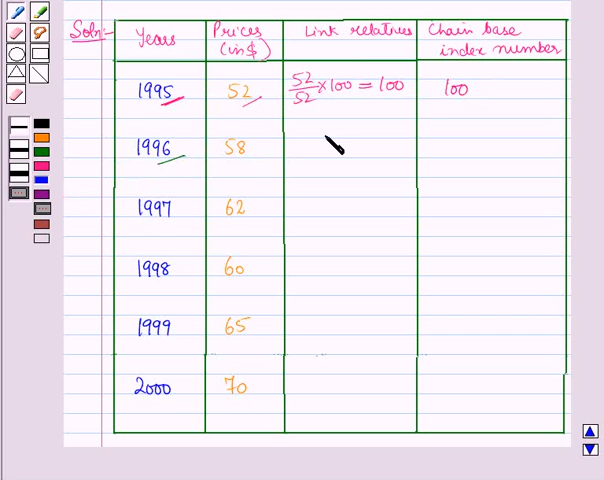 Soln:- Years Prices (in $) Link relatives Chain base index number
1995 52 52/52 × 100 = 100 100
1996 58
1997 62
1998 60
1999 65
2000 70